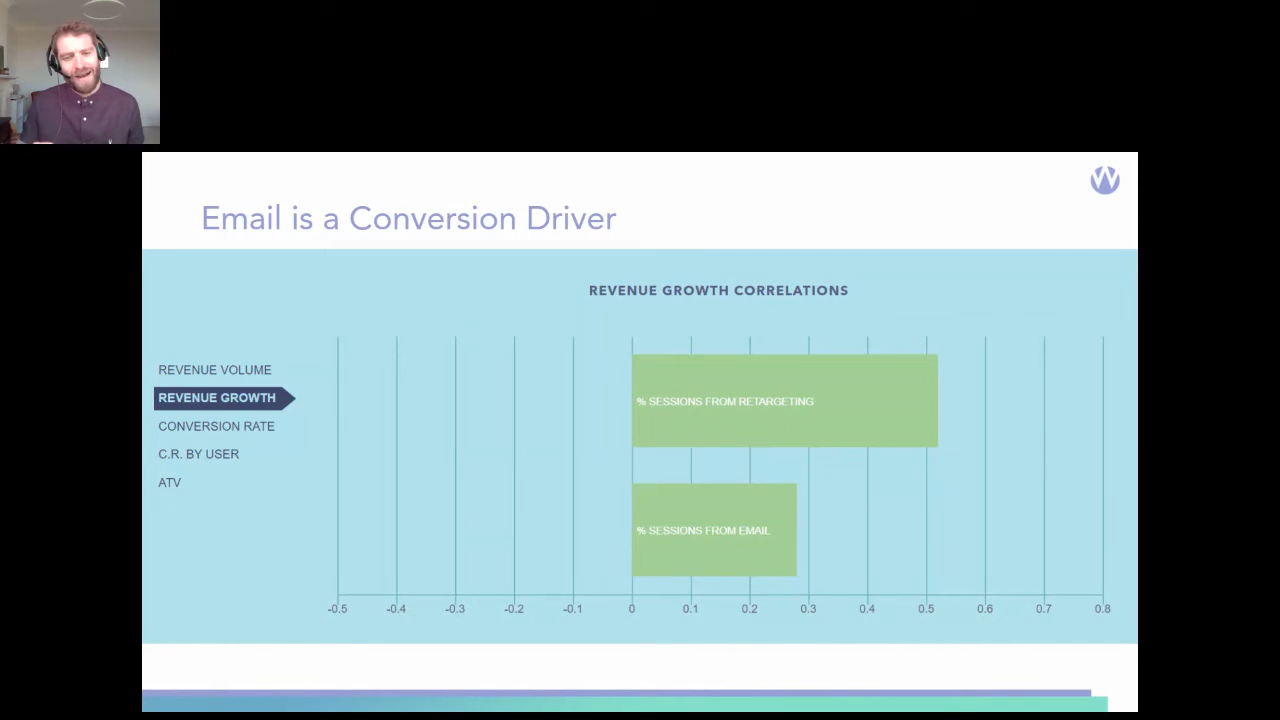 W
Email is a Conversion Driver
REVENUE GROWTH CORRELATIONS
REVENUE VOLUME
REVENUE GROWTH
CONVERSION RATE
C.R. BY USER
ATV
% SESSIONS FROM RETARGETING
% SESSIONS FROM EMAIL
-0.5 -0.4 -0.3 -0.2 -0.1 0 0.1 0.2 0.3 0.4 0.5 0.6 0.7 0.8